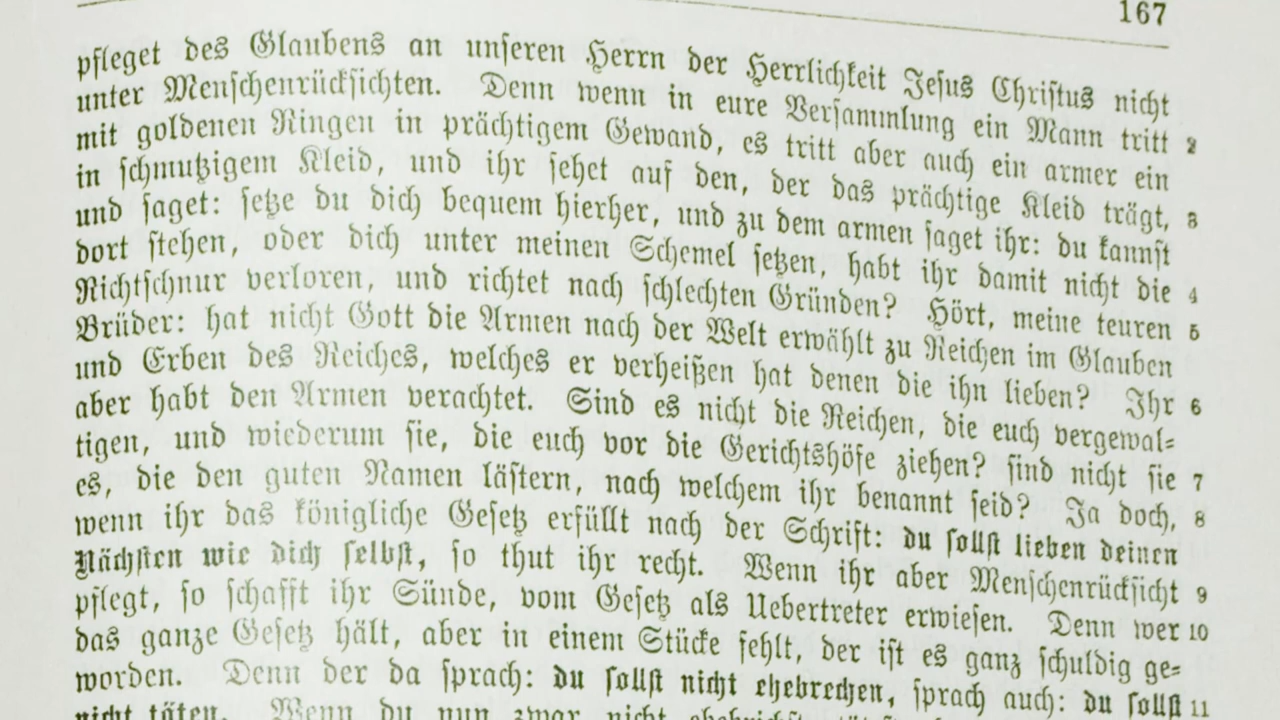 167
pfleget des Glaubens an unseren Herrn der Herrlichkeit Jesus Christus nicht
unter Menschenrücksichten. Denn wenn in eure Versammlung ein Mann tritt 2
mit goldenen Ringen in prächtigem Gewand, es tritt aber auch ein armer ein
in schmutzigem Kleid, und ihr sehet auf den, der das prächtige Kleid trägt, 3
und saget: setze du dich bequem hierher, und zu dem armen saget ihr: du kannst
dort stehen, oder dich unter meinen Schemel setzen, habt ihr damit nicht die 4
Richtschnur verloren, und richtet nach schlechten Gründen? Hört, meine teuren 5
Brüder: hat nicht Gott die Armen nach der Welt erwählt zu Reichen im Glauben
und Erben des Reiches, welches er verheißen hat denen die ihn lieben? Ihr 6
aber habt den Armen verachtet. Sind es nicht die Reichen, die euch vergewal-
tigen, und wiederum sie, die euch vor die Gerichtshöfe ziehen? sind nicht sie 7
es, die den guten Namen lästern, nach welchem ihr benannt seid? Ja doch, 8
wenn ihr das königliche Gesetz erfüllt nach der Schrift: du sollst lieben deinen
Nächsten wie dich selbst, so thut ihr recht. Wenn ihr aber Menschenrücksicht 9
pflegt, so schafft ihr Sünde, vom Gesetz als Uebertreter erwiesen. Denn wer 10
das ganze Gesetz hält, aber in einem Stücke fehlt, der ist es ganz schuldig ge-
worden. Denn der da sprach: du sollst nicht ehebrechen, sprach auch: du sollst 11
nicht töten. Wenn du nun zwar nicht ehebrichst,